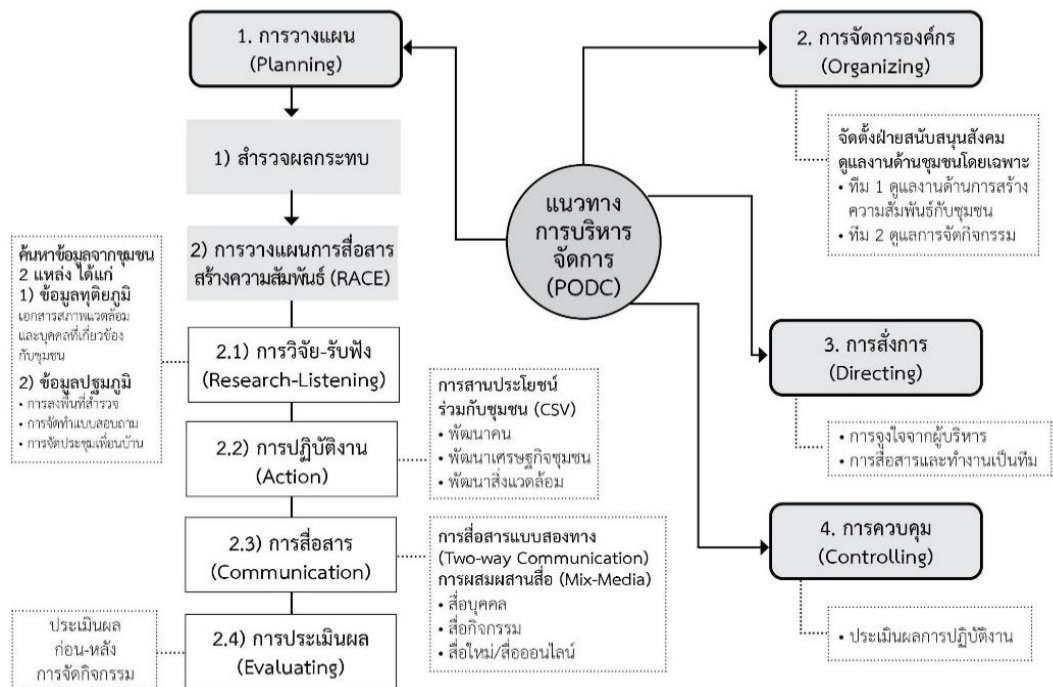 1. การวางแผน
(Planning)
1) สำรวจผลกระทบ
2) การวางแผนการสื่อสาร
สร้างความสัมพันธ์ (RACE)
ค้นหาข้อมูลจากชุมชน
2 แหล่ง ได้แก่
1) ข้อมูลทุติยภูมิ
เอกสารสภาพแวดล้อม
และบุคคลที่เกี่ยวข้อง
กับชุมชน
2) ข้อมูลปฐมภูมิ
• การลงพื้นที่สำรวจ
• การจัดทำแบบสอบถาม
• การจัดประชุมเพื่อนบ้าน
2.1) การวิจัย-รับฟัง
(Research-Listening)
2.2) การปฏิบัติงาน
(Action)
การสานประโยชน์
ร่วมกับชุมชน (CSV)
• พัฒนาคน
• พัฒนาเศรษฐกิจชุมชน
• พัฒนาสิ่งแวดล้อม
2.3) การสื่อสาร
(Communication)
การสื่อสารแบบสองทาง
(Two-way Communication)
การผสมผสานสื่อ (Mix-Media)
• สื่อบุคคล
• สื่อกิจกรรม
• สื่อใหม่/สื่อออนไลน์
2.4) การประเมินผล
(Evaluating)
ประเมินผล
ก่อน-หลัง
การจัดกิจกรรม
แนวทาง
การบริหาร
จัดการ
(PODC)
2. การจัดการองค์กร
(Organizing)
จัดตั้งฝ่ายสนับสนุนสังคม
ดูแลงานด้านชุมชนโดยเฉพาะ
• ทีม 1 ดูแลงานด้านการสร้าง
ความสัมพันธ์กับชุมชน
• ทีม 2 ดูแลการจัดกิจกรรม
3. การสั่งการ
(Directing)
• การจูงใจจากผู้บริหาร
• การสื่อสารและทำงานเป็นทีม
4. การควบคุม
(Controlling)
• ประเมินผลการปฏิบัติงาน